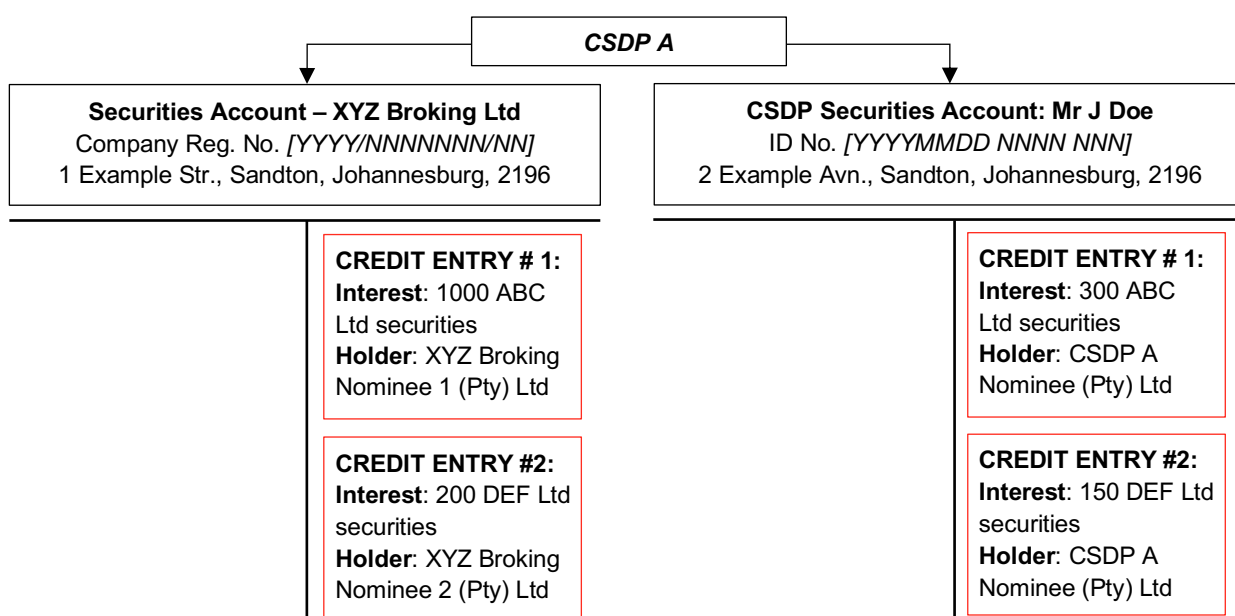 CSDP A
Securities Account – XYZ Broking Ltd
Company Reg. No. [YYYY/NNNNNNN/NN]
1 Example Str., Sandton, Johannesburg, 2196
CREDIT ENTRY # 1:
Interest: 1000 ABC
Ltd securities
Holder: XYZ Broking
Nominee 1 (Pty) Ltd
CREDIT ENTRY #2:
Interest: 200 DEF Ltd
securities
Holder: XYZ Broking
Nominee 2 (Pty) Ltd
CSDP Securities Account: Mr J Doe
ID No. [YYYYMMDD NNNN NNN]
2 Example Avn., Sandton, Johannesburg, 2196
CREDIT ENTRY # 1:
Interest: 300 ABC
Ltd securities
Holder: CSDP A
Nominee (Pty) Ltd
CREDIT ENTRY #2:
Interest: 150 DEF Ltd
securities
Holder: CSDP A
Nominee (Pty) Ltd